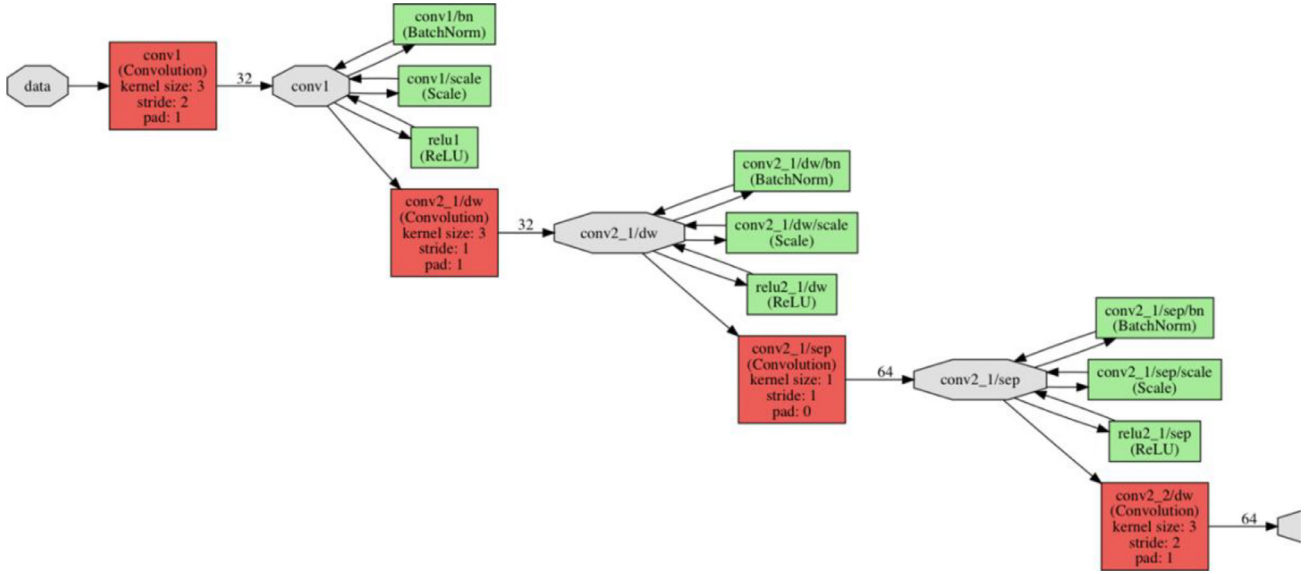 data
conv1
(Convolution)
kernel size: 3
stride: 2
pad: 1
32
conv1
conv1/bn
(BatchNorm)
conv1/scale
(Scale)
relu1
(ReLU)
conv2_1/dw
(Convolution)
kernel size: 3
stride: 1
pad: 1
32
conv2_1/dw
conv2_1/dw/bn
(BatchNorm)
conv2_1/dw/scale
(Scale)
relu2_1/dw
(ReLU)
conv2_1/sep
(Convolution)
kernel size: 1
stride: 1
pad: 0
64
conv2_1/sep
conv2_1/sep/bn
(BatchNorm)
conv2_1/sep/scale
(Scale)
relu2_1/sep
(ReLU)
conv2_2/dw
(Convolution)
kernel size: 3
stride: 2
pad: 1
64